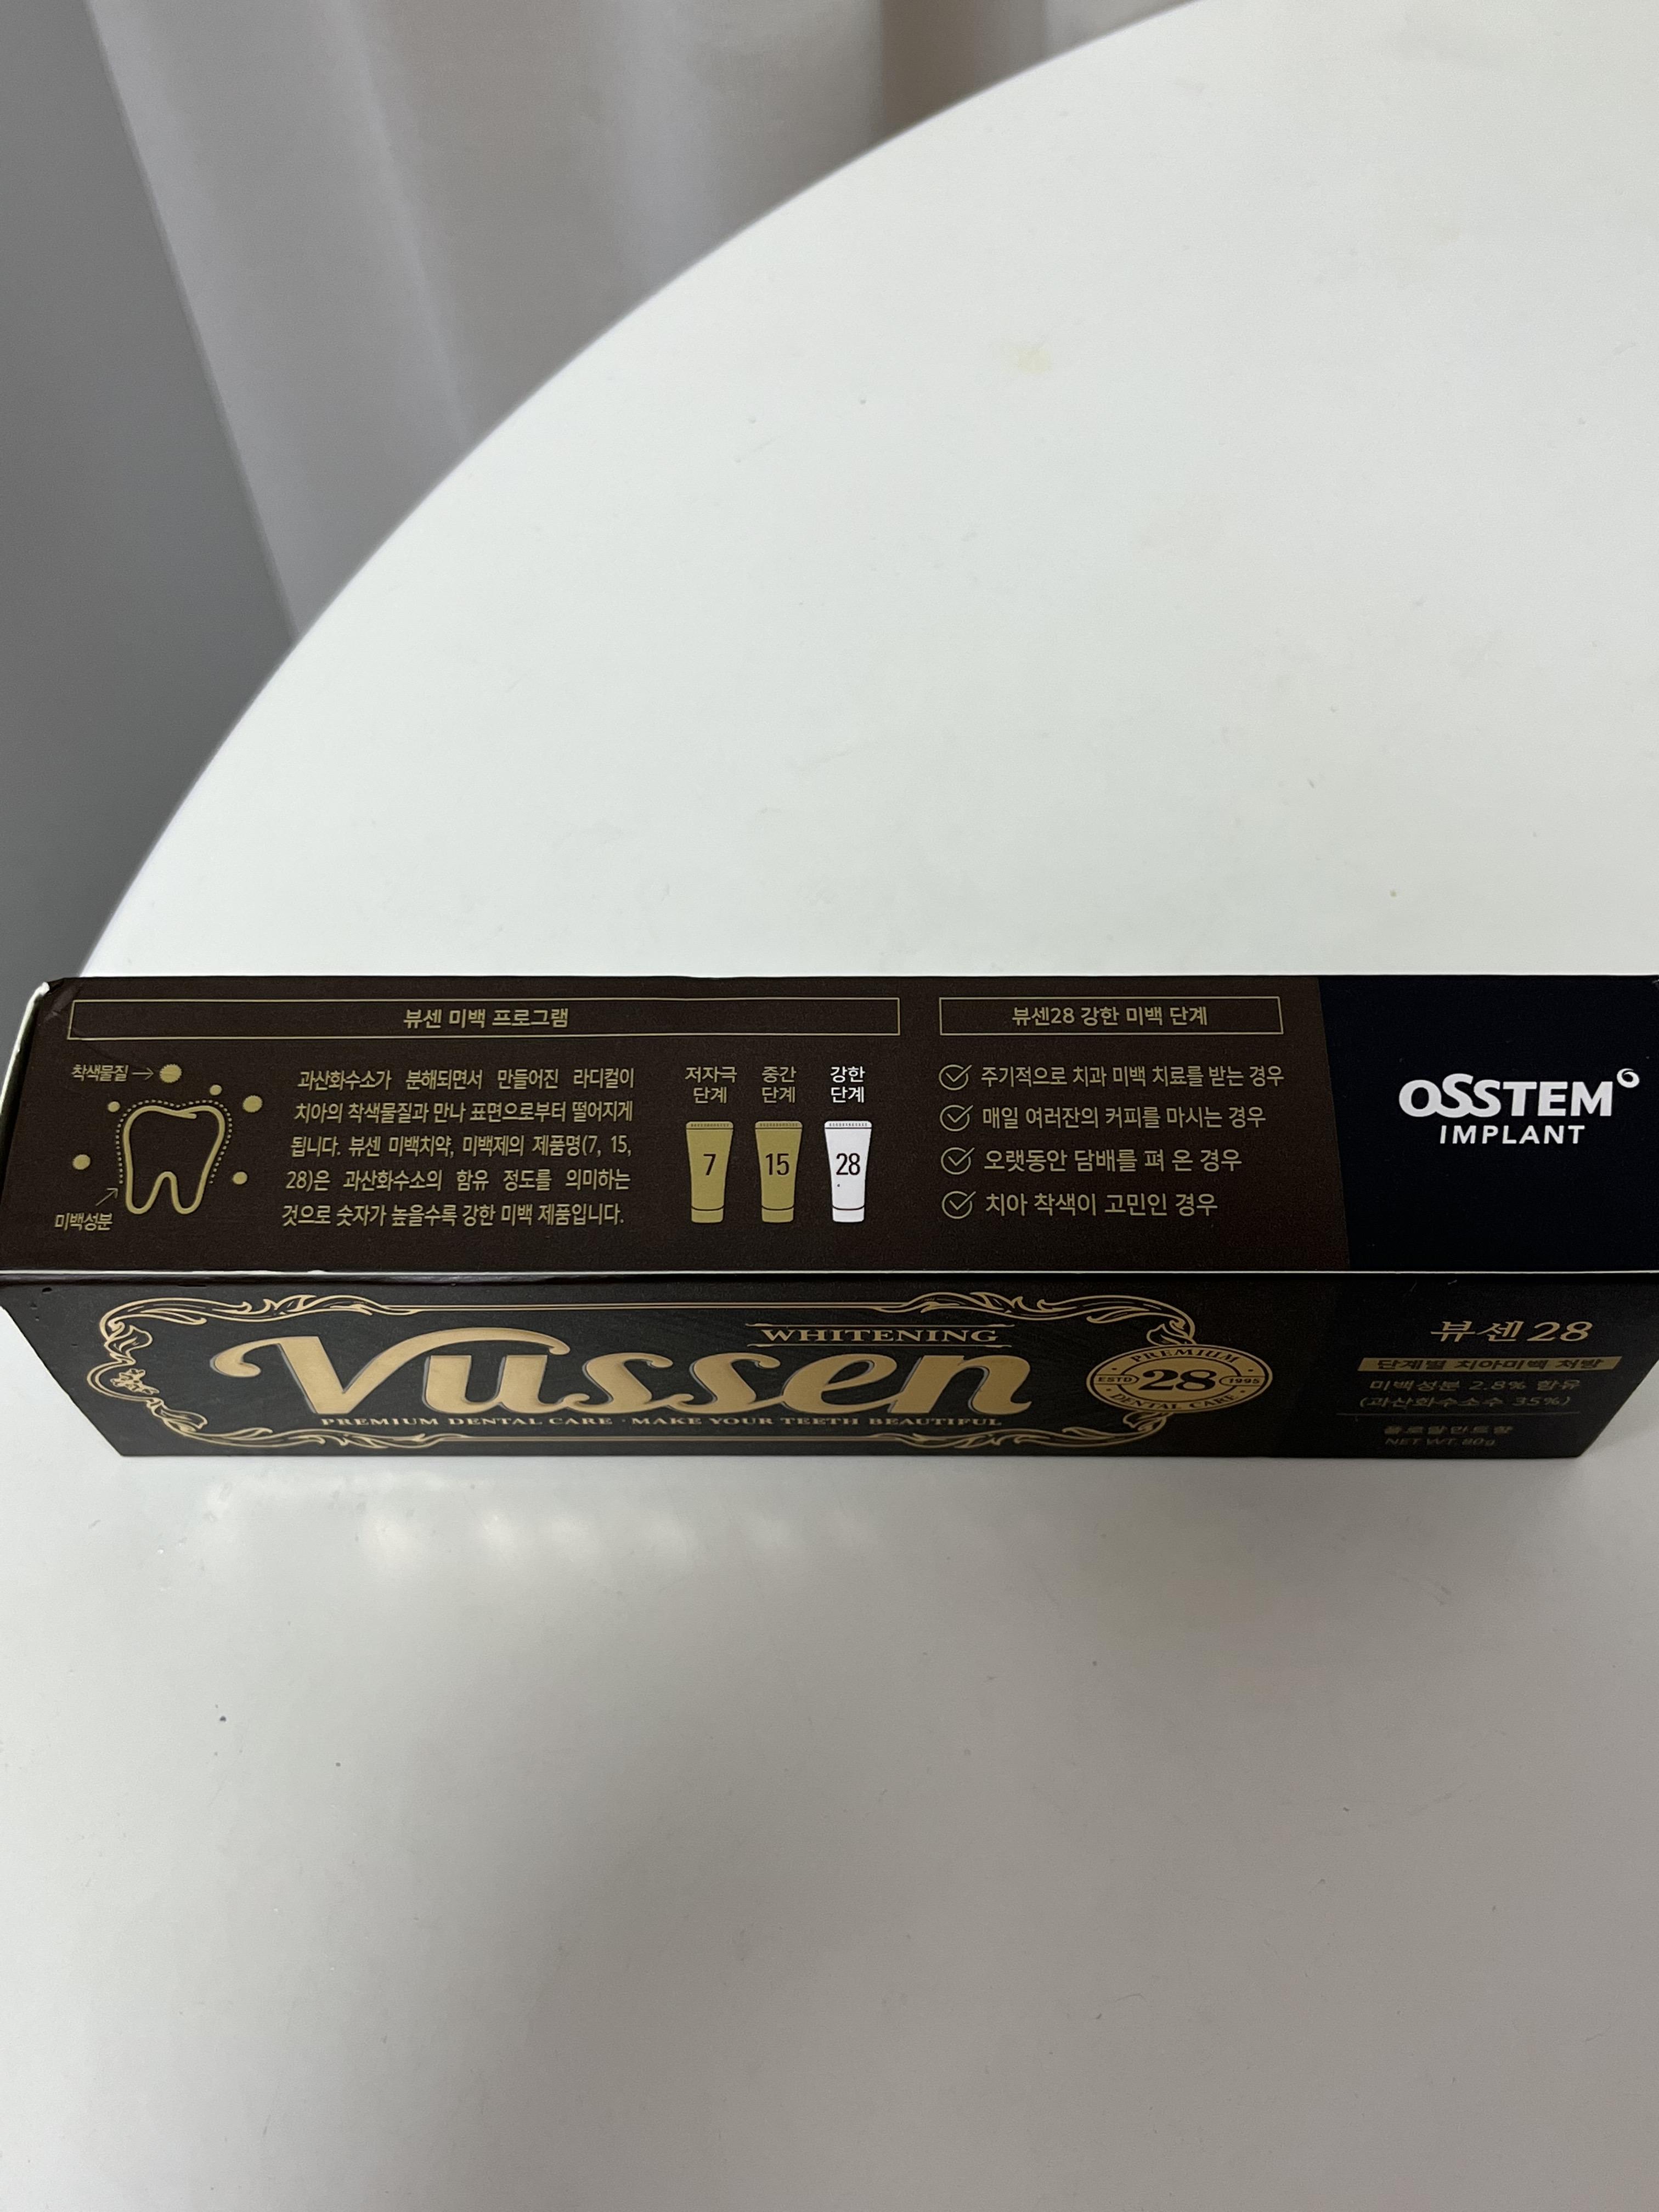 뷰센 미백 프로그램
착색물질
미백성분
과산화수소가 분해되면서 만들어진 라디컬이
치아의 착색물질과 만나 표면으로부터 떨어지게
됩니다. 뷰센 미백치약, 미백제의 제품명(7, 15,
28)은 과산화수소의 함유 정도를 의미하는
것으로 숫자가 높을수록 강한 미백 제품입니다.
저자극 중간 강한
단계 단계 단계
7 15 28
뷰센28 강한 미백 단계
주기적으로 치과 미백 치료를 받는 경우
매일 여러잔의 커피를 마시는 경우
오랫동안 담배를 펴 온 경우
치아 착색이 고민인 경우
OSSTEM
IMPLANT
WHITENING
Vussen
PREMIUM DENTAL CARE · MAKE YOUR TEETH BEAUTIFUL
PREMIUM
ESTD 28 1995
DENTAL CARE
뷰센 28
단계별 치아미백 처방
미백성분 2.8% 함유
(과산화수소수 35%)
플로랄민트향
NET. WT. 80g